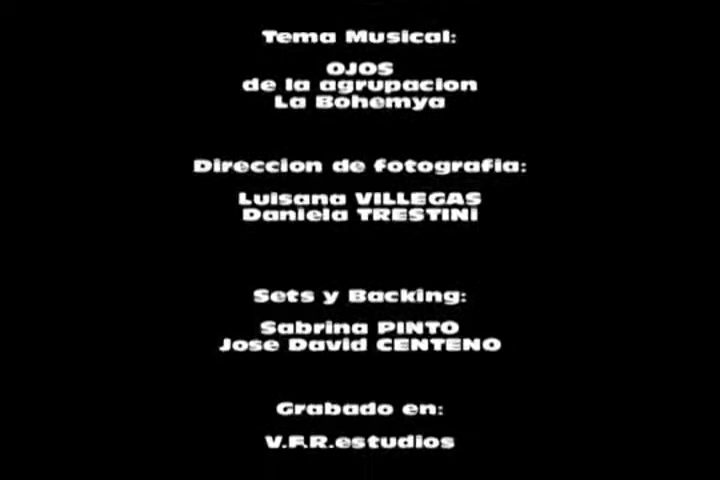 Tema Musical:
OJOS
de la agrupacion
La Bohemya
Direccion de fotografia:
Luisana VILLEGAS
Daniela TRESTINI
Sets y Backing:
Sabrina PINTO
Jose David CENTENO
Grabado en:
V.F.R.estudios